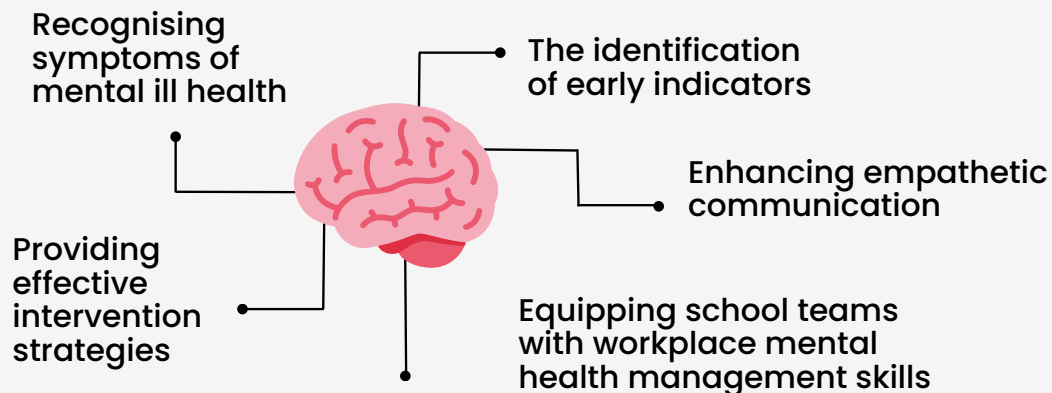 Recognising
symptoms of
mental ill health
The identification
of early indicators
Enhancing empathetic
communication
Providing
effective
intervention
strategies
Equipping school teams
with workplace mental
health management skills